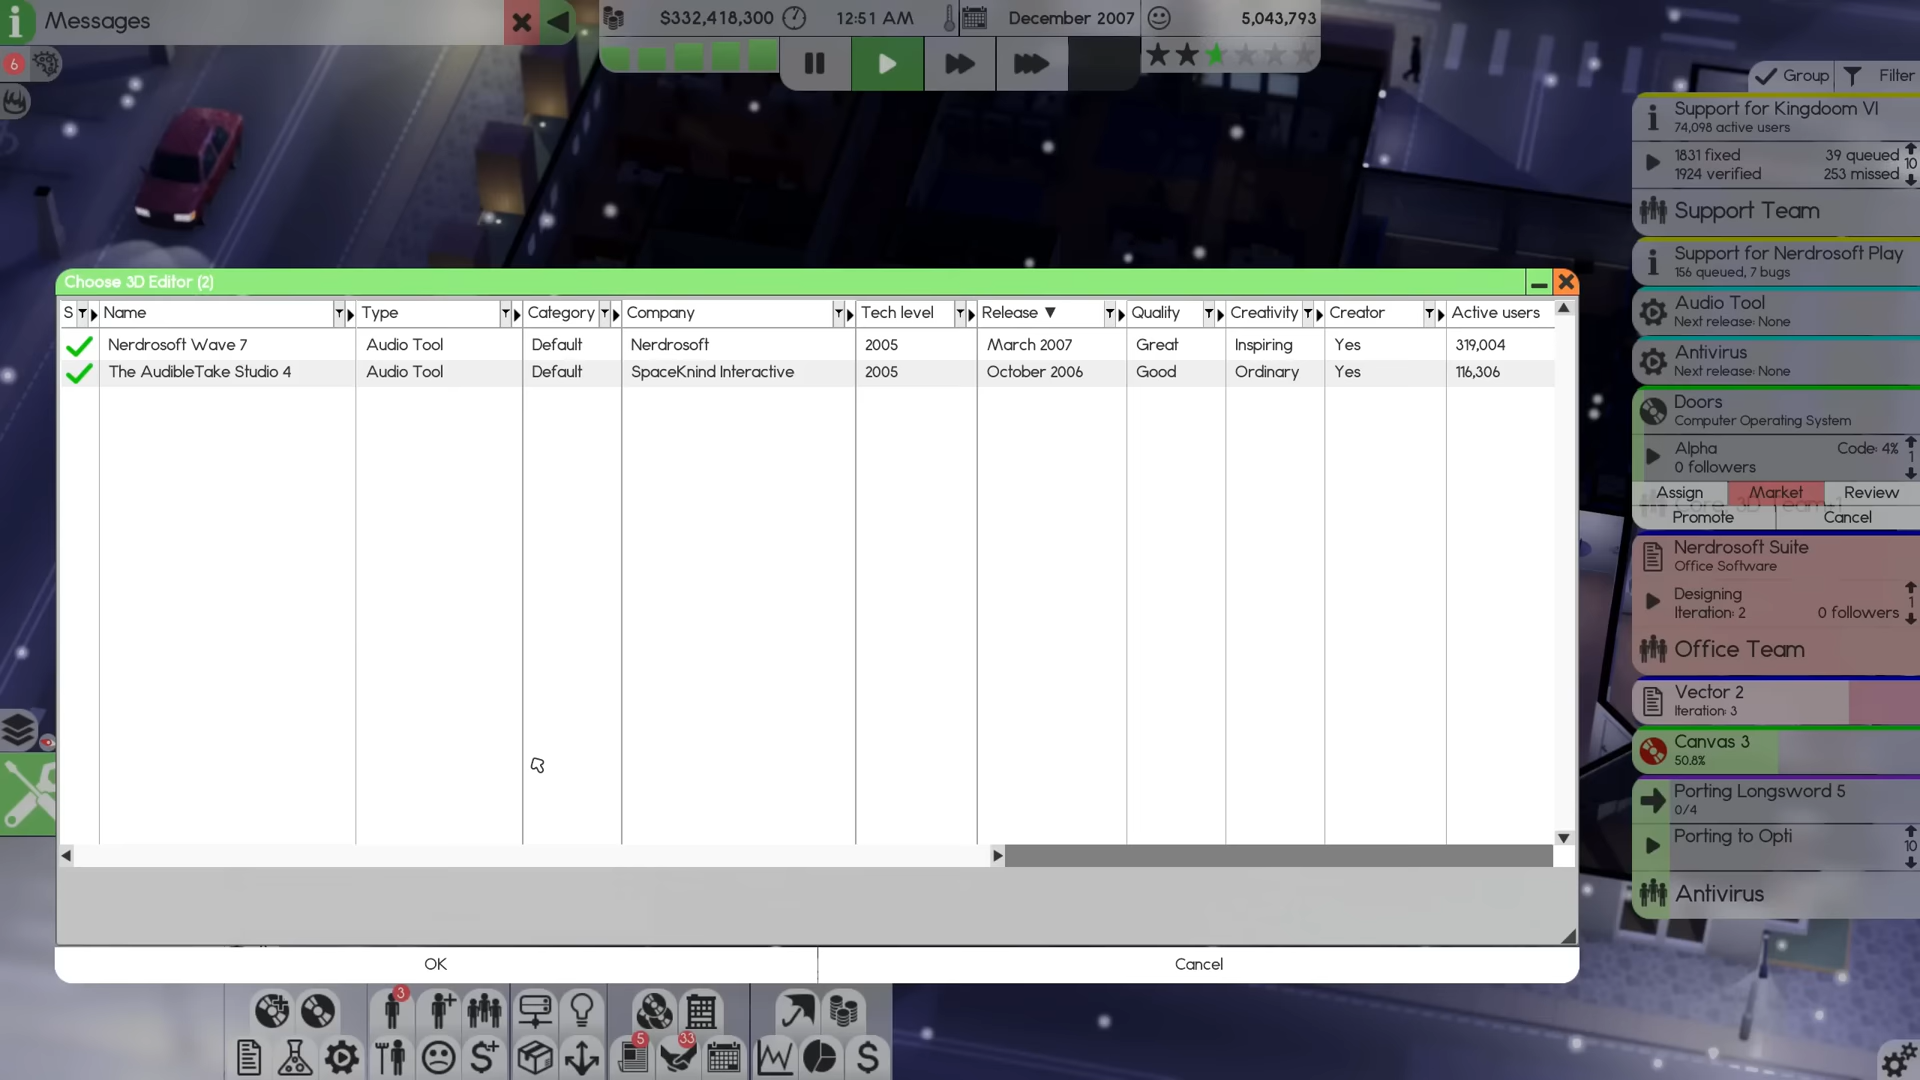 Messages
$332,418,300
12:51 AM
December 2007
5,043,793
6
Group
Filter
Support for Kingdoom VI
74,098 active users
1831 fixed
39 queued
10
1924 verified
253 missed
Support Team
Support for Nerdrosoft Play
156 queued, 7 bugs
Audio Tool
Next release: None
Antivirus
Next release: None
Doors
Computer Operating System
Alpha
Code: 4%
0 followers
1
Assign
Market
Review
Promote
Cancel
Nerdrosoft Suite
Office Software
Designing
Iteration: 2
0 followers
1
Office Team
Vector 2
Iteration: 3
Canvas 3
50.8%
Porting Longsword 5
0/4
Porting to Opti
10
Antivirus
Choose 3D Editor (2)
S Name Type Category Company Tech level Release ▼ Quality Creativity Creator Active users
Nerdrosoft Wave 7 Audio Tool Default Nerdrosoft 2005 March 2007 Great Inspiring Yes 319,004
The AudibleTake Studio 4 Audio Tool Default SpaceKnind Interactive 2005 October 2006 Good Ordinary Yes 116,306
OK
Cancel
3
5
33